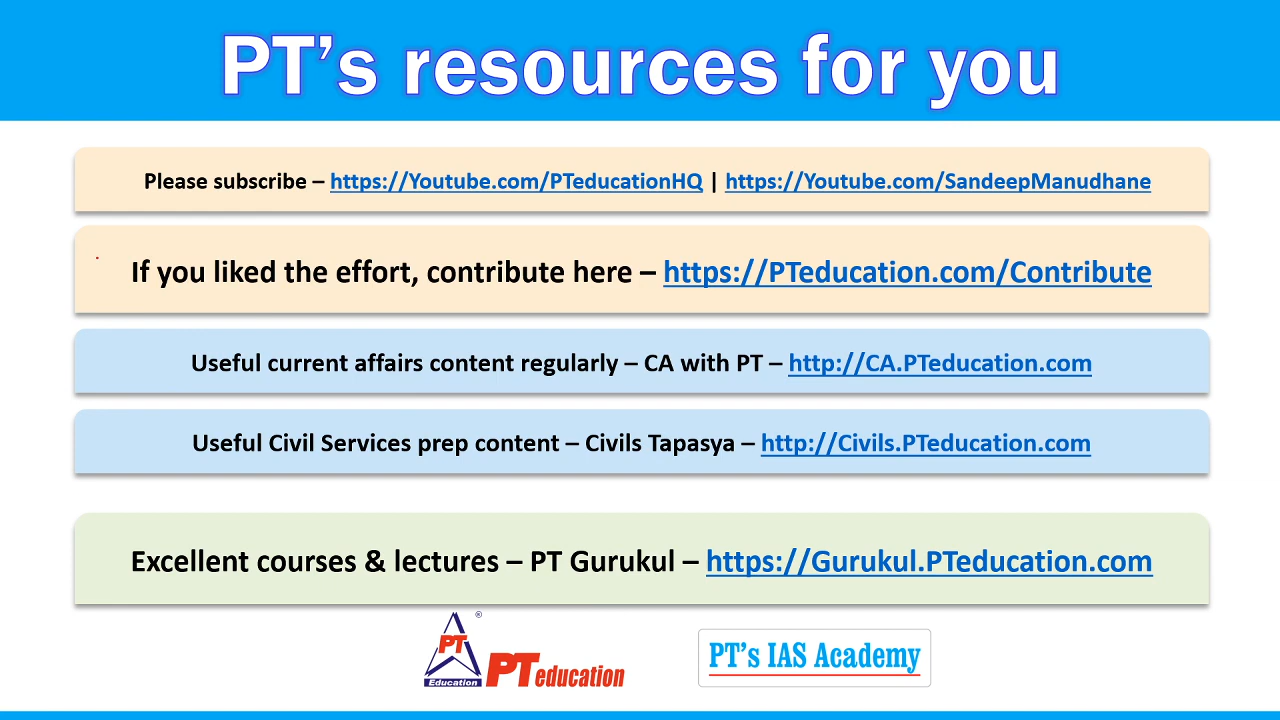 PT’s resources for you
Please subscribe – https://Youtube.com/PTeducationHQ | https://Youtube.com/SandeepManudhane
If you liked the effort, contribute here – https://PTeducation.com/Contribute
Useful current affairs content regularly – CA with PT – http://CA.PTeducation.com
Useful Civil Services prep content – Civils Tapasya – http://Civils.PTeducation.com
Excellent courses & lectures – PT Gurukul – https://Gurukul.PTeducation.com
®
PT
Education
PT education
PT’s IAS Academy